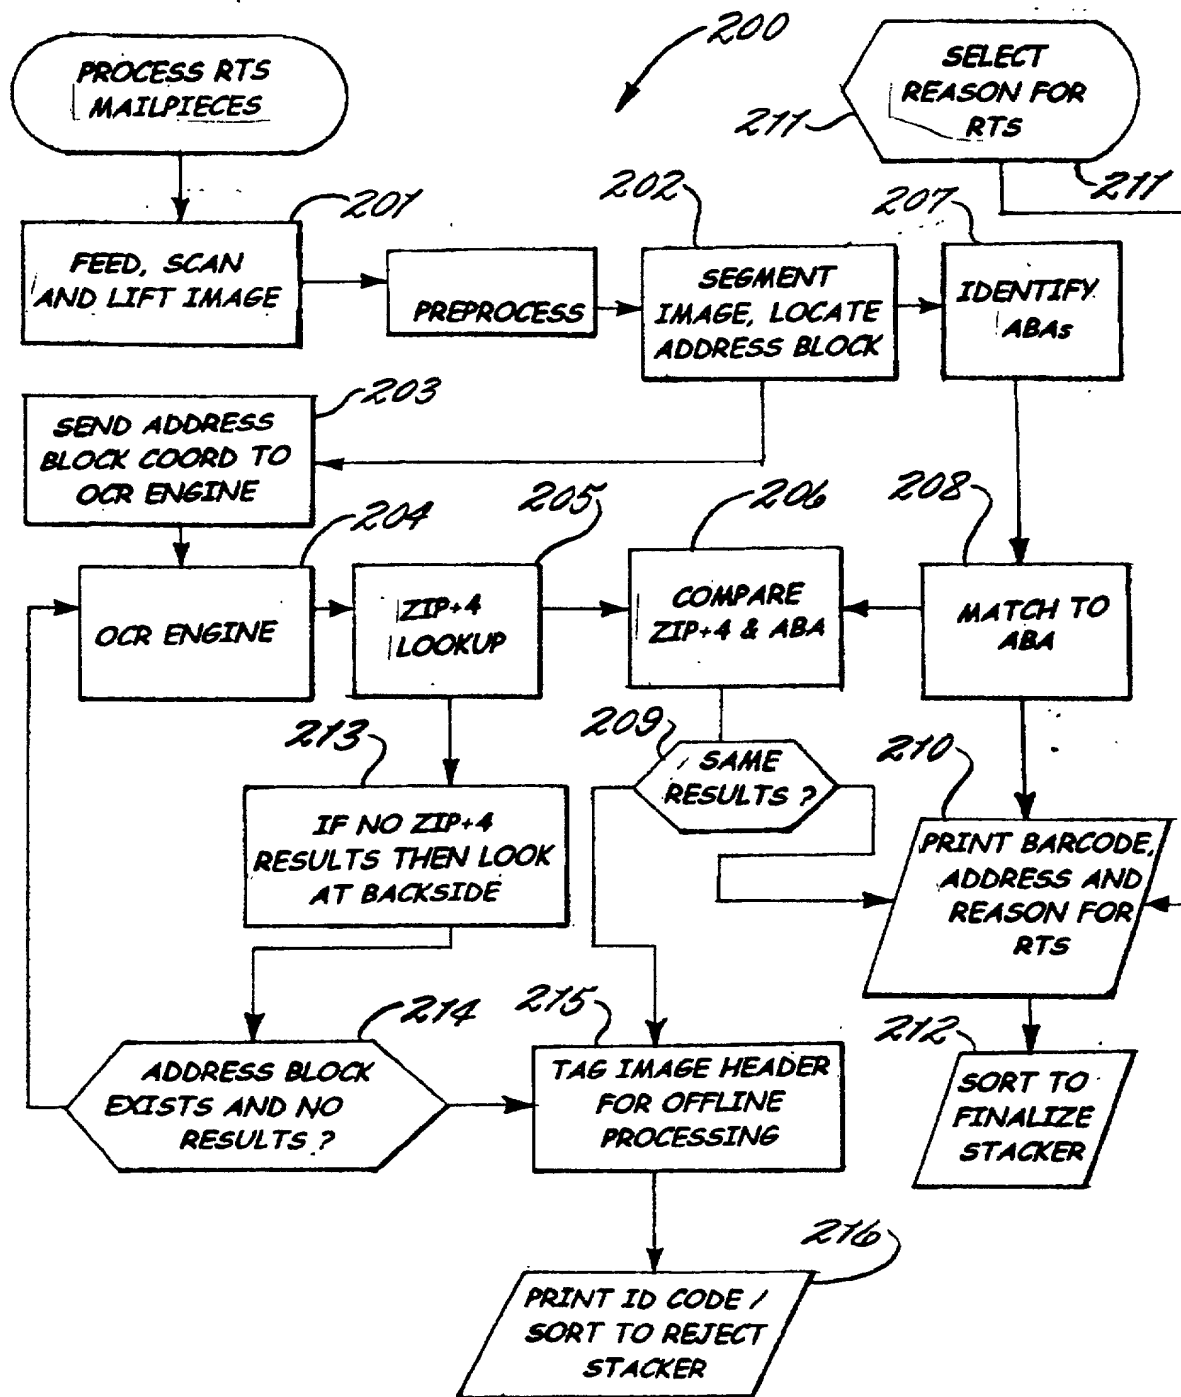 200
PROCESS RTS
MAILPIECES
SELECT
REASON FOR
RTS
211
211
201
202
207
FEED, SCAN
AND LIFT IMAGE
PREPROCESS
SEGMENT
IMAGE, LOCATE
ADDRESS BLOCK
IDENTIFY
ABAs
203
SEND ADDRESS
BLOCK COORD TO
OCR ENGINE
204
205
206
208
OCR ENGINE
ZIP+4
LOOKUP
COMPARE
ZIP+4 & ABA
MATCH TO
ABA
213
209
210
IF NO ZIP+4
RESULTS THEN LOOK
AT BACKSIDE
SAME
RESULTS ?
PRINT BARCODE,
ADDRESS AND
REASON FOR
RTS
214
215
212
ADDRESS BLOCK
EXISTS AND NO
RESULTS ?
TAG IMAGE HEADER
FOR OFFLINE
PROCESSING
SORT TO
FINALIZE
STACKER
216
PRINT ID CODE /
SORT TO REJECT
STACKER